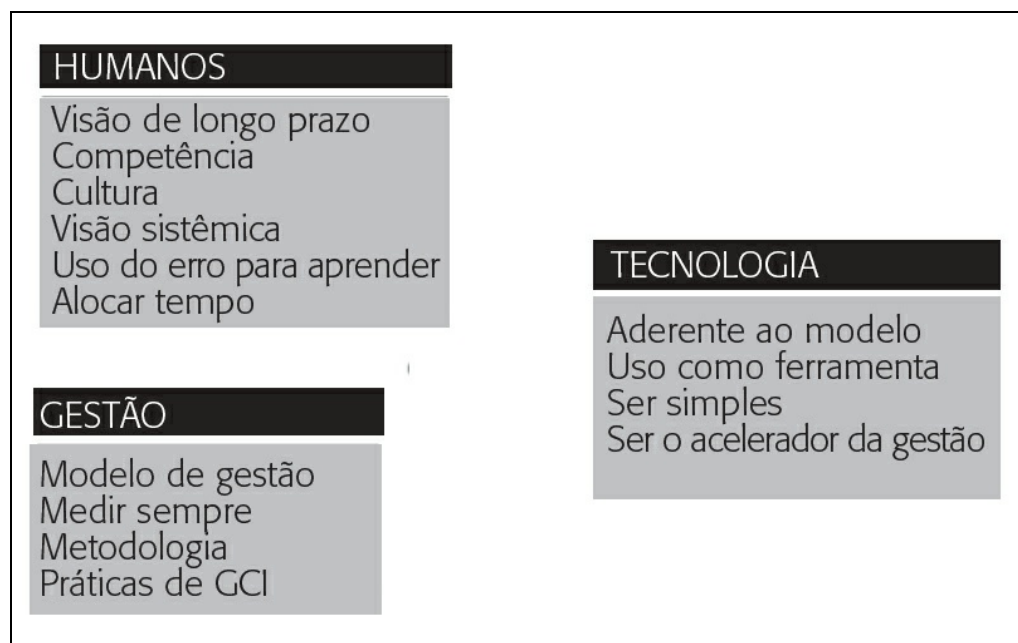 HUMANOS
Visão de longo prazo
Competência
Cultura
Visão sistêmica
Uso do erro para aprender
Alocar tempo
GESTÃO
Modelo de gestão
Medir sempre
Metodologia
Práticas de GCI
TECNOLOGIA
Aderente ao modelo
Uso como ferramenta
Ser simples
Ser o acelerador da gestão